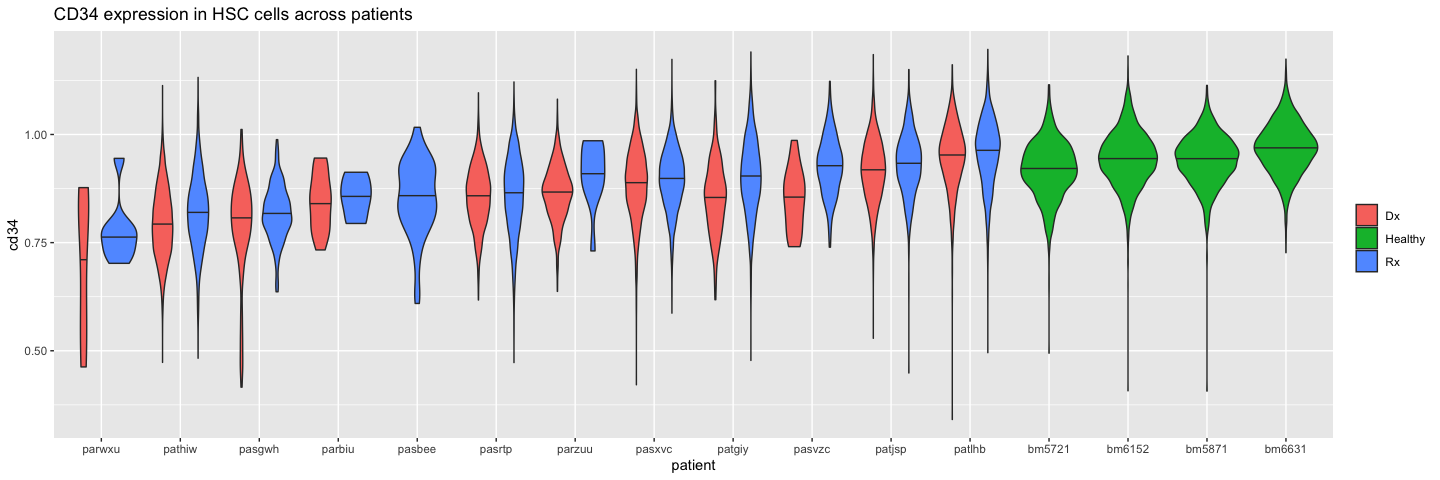 CD34 expression in HSC cells across patients
cd34
1.00
0.75
0.50
parwxu pathiw pasgwh parbiu pasbee pasrtp parzuu pasxvc patgiy pasvzc patjsp patlhb bm5721 bm6152 bm5871 bm6631
patient
Dx
Healthy
Rx